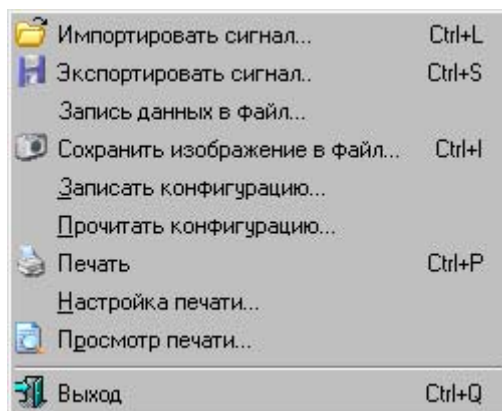 Импортировать сигнал... Ctrl+L
Экспортировать сигнал.. Ctrl+S
Запись данных в файл...
Сохранить изображение в файл... Ctrl+I
Записать конфигурацию...
Прочитать конфигурацию...
Печать Ctrl+P
Настройка печати...
Просмотр печати...
Выход Ctrl+Q